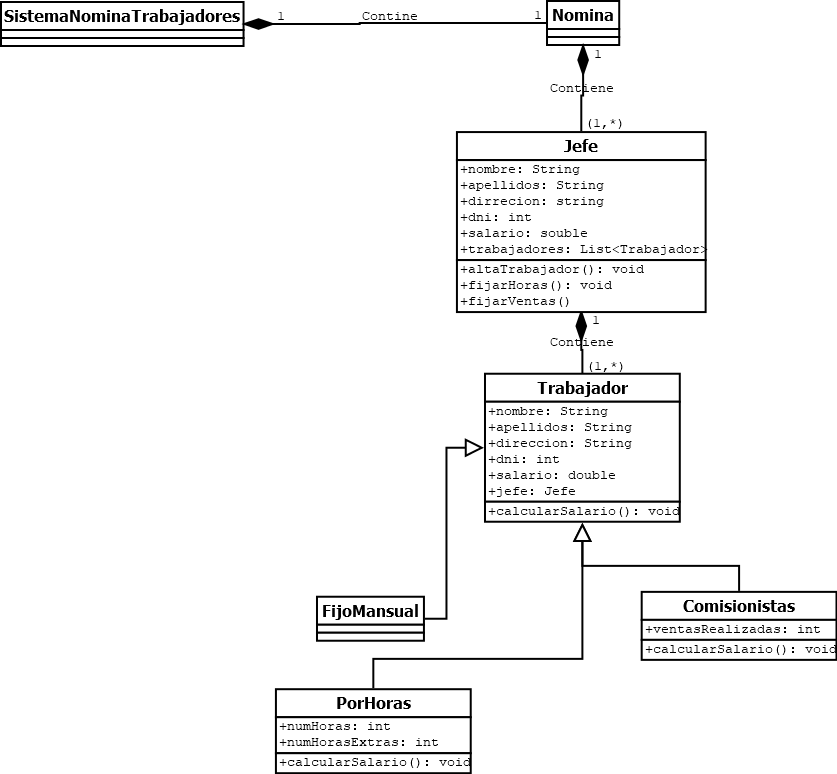 SistemaNominaTrabajadores
1
Contine
1
Nomina
1
Contiene
(1,*)
Jefe
+nombre: String
+apellidos: String
+dirrecion: string
+dni: int
+salario: souble
+trabajadores: List<Trabajador>
+altaTrabajador(): void
+fijarHoras(): void
+fijarVentas()
1
Contiene
(1,*)
Trabajador
+nombre: String
+apellidos: String
+direccion: String
+dni: int
+salario: double
+jefe: Jefe
+calcularSalario(): void
FijoMansual
Comisionistas
+ventasRealizadas: int
+calcularSalario(): void
PorHoras
+numHoras: int
+numHorasExtras: int
+calcularSalario(): void